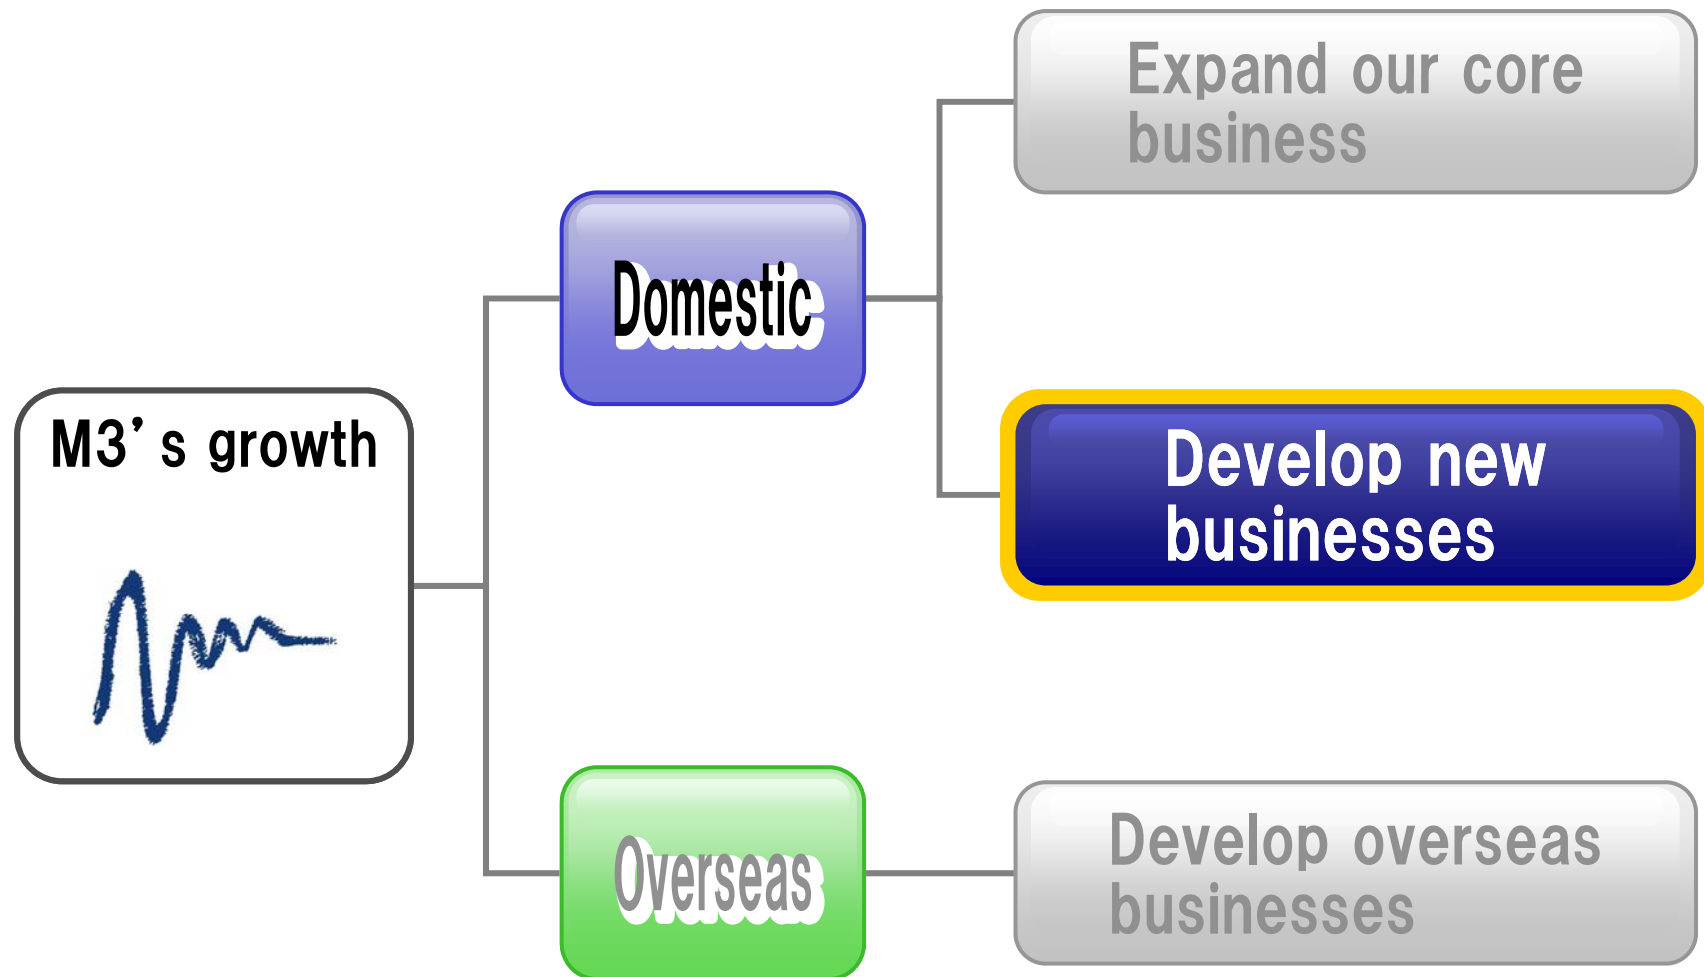 Expand our core
business
Domestic
M3’s growth
Develop new
businesses
Overseas
Develop overseas
businesses